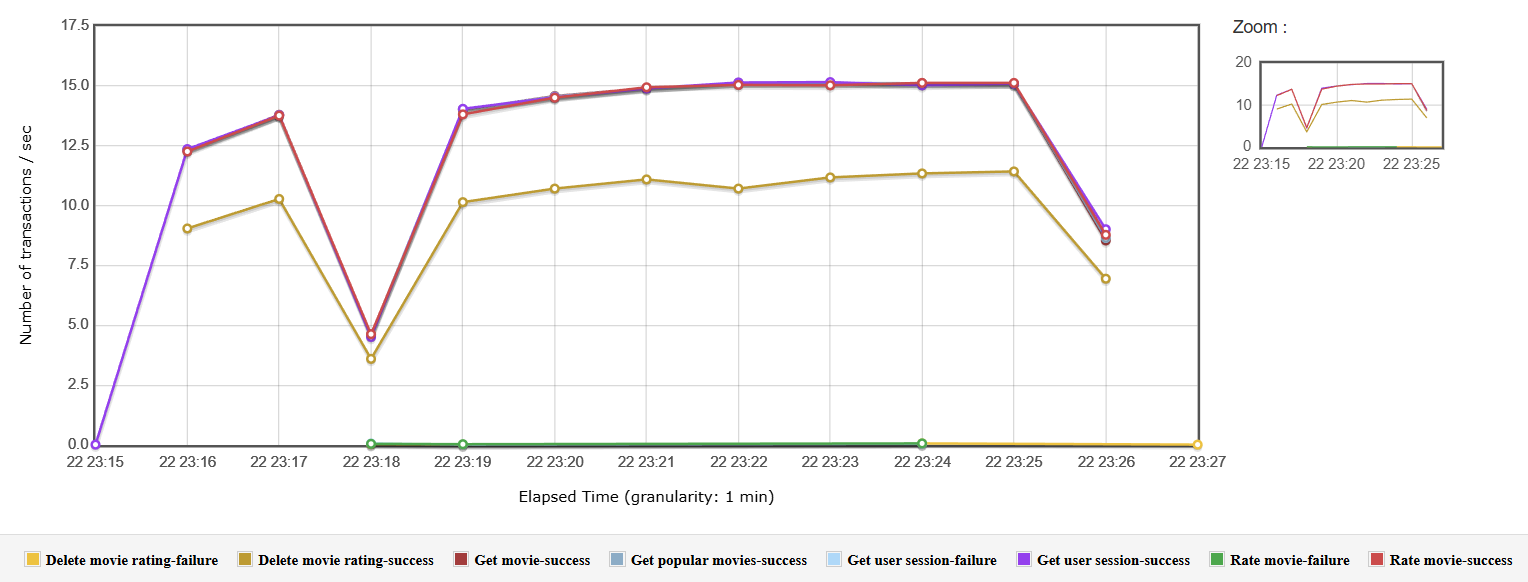 Zoom :
Number of transactions / sec
17.5
15.0
12.5
10.0
7.5
5.0
2.5
0.0
22 23:15 22 23:16 22 23:17 22 23:18 22 23:19 22 23:20 22 23:21 22 23:22 22 23:23 22 23:24 22 23:25 22 23:26 22 23:27
Elapsed Time (granularity: 1 min)
20
10
0
22 23:15 22 23:20 22 23:25
Delete movie rating-failure Delete movie rating-success Get movie-success Get popular movies-success Get user session-failure Get user session-success Rate movie-failure Rate movie-success